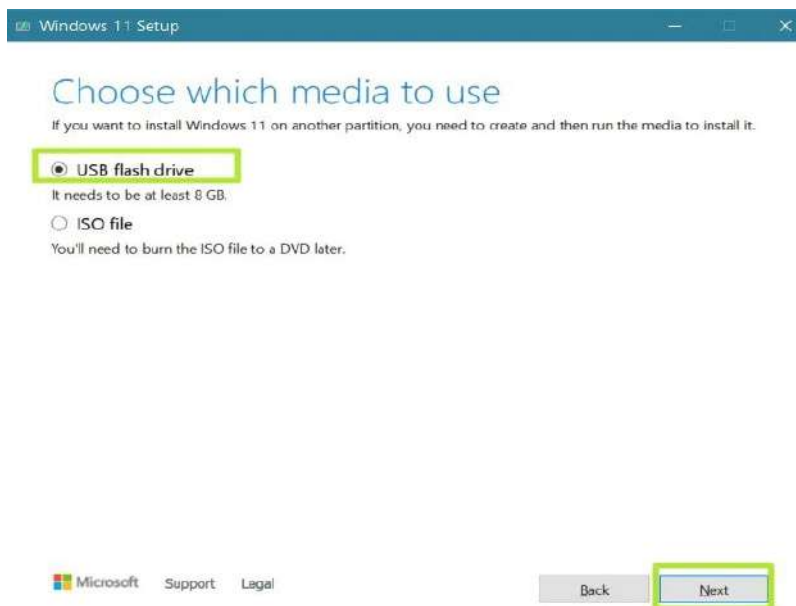 Windows 11 Setup
Choose which media to use
If you want to install Windows 11 on another partition, you need to create and then run the media to install it.
USB flash drive
It needs to be at least 8 GB.
ISO file
You'll need to burn the ISO file to a DVD later.
Microsoft Support Legal Back Next